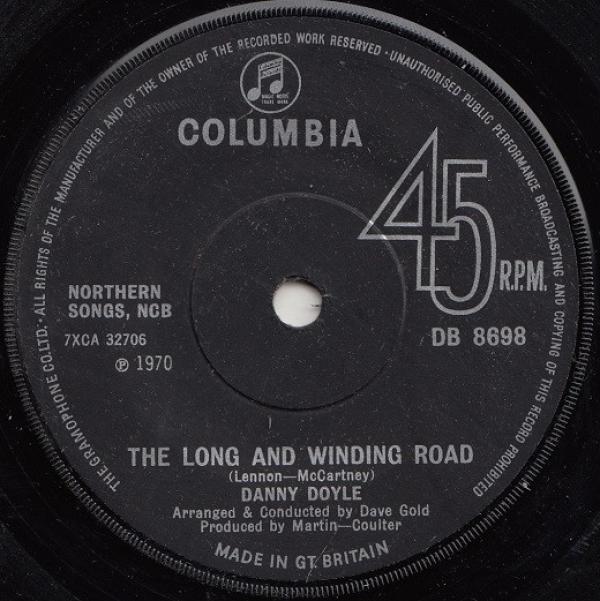 THE GRAMOPHONE CO. LTD. · ALL RIGHTS OF THE MANUFACTURER AND OF THE OWNER OF THE RECORDED WORK RESERVED · UNAUTHORISED PUBLIC PERFORMANCE BROADCASTING AND COPYING OF THIS RECORD PROHIBITED
TRADE MARK
COLUMBIA
45
R.P.M.
NORTHERN
SONGS, NCB
7XCA 32706
DB 8698
℗ 1970
THE LONG AND WINDING ROAD
(Lennon—McCartney)
DANNY DOYLE
Arranged & Conducted by Dave Gold
Produced by Martin—Coulter
MADE IN GT. BRITAIN